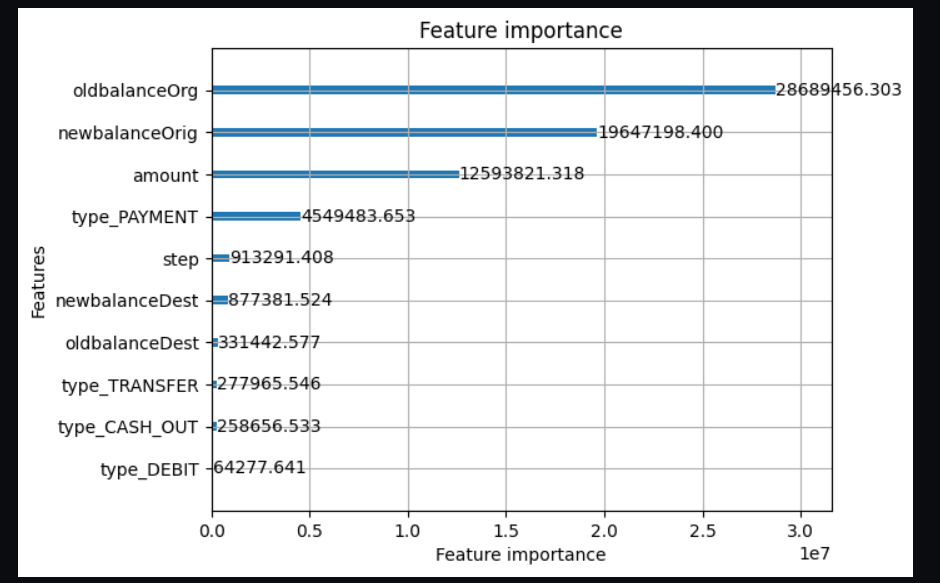 Feature importance
oldbalanceOrg 28689456.303
newbalanceOrig 19647198.400
amount 12593821.318
type_PAYMENT 4549483.653
step 913291.408
newbalanceDest 877381.524
oldbalanceDest 331442.577
type_TRANSFER 277965.546
type_CASH_OUT 258656.533
type_DEBIT 64277.641
Features
0.0 0.5 1.0 1.5 2.0 2.5 3.0
1e7
Feature importance